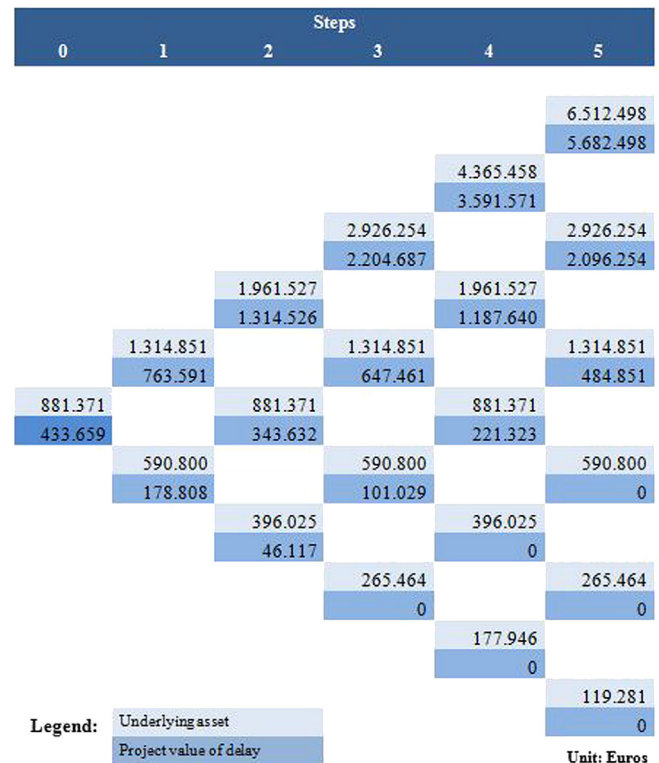 Steps
0 1 2 3 4 5
6.512.498
5.682.498
4.365.458
3.591.571
2.926.254 2.926.254
2.204.687 2.096.254
1.961.527 1.961.527
1.314.526 1.187.640
1.314.851 1.314.851 1.314.851
763.591 647.461 484.851
881.371 881.371 881.371
433.659 343.632 221.323
590.800 590.800 590.800
178.808 101.029 0
396.025 396.025
46.117 0
265.464 265.464
0 0
177.946
0
119.281
0
Legend: Underlying asset
Project value of delay
Unit: Euros